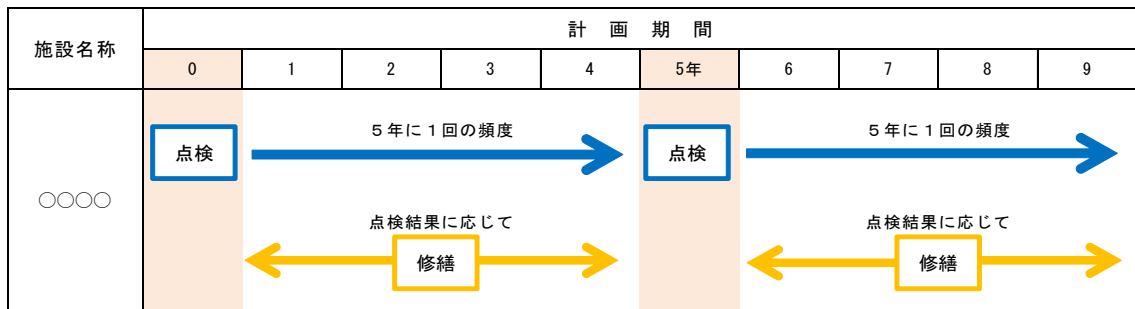 施設名称
計画期間
0 1 2 3 4 5年 6 7 8 9
5年に1回の頻度 5年に1回の頻度
点検 点検
○○○○
点検結果に応じて 点検結果に応じて
修繕 修繕